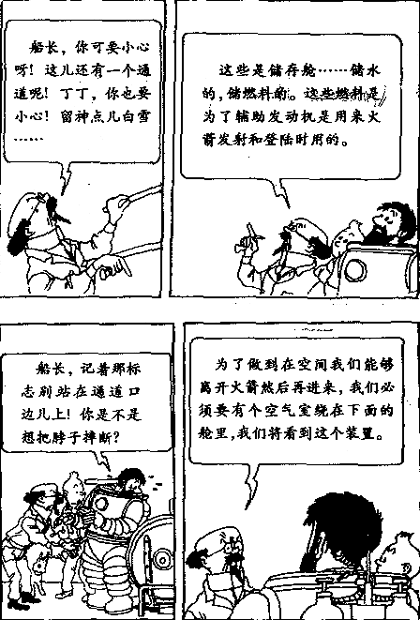 船长，你可要小心
呀！这儿还有一个通
道呢！丁丁，你也要
小心！留神点儿白雪
……
这些是储存舱……储水
的，储燃料的。这些燃料是
为了辅助发动机是用来火
箭发射和登陆时用的。
船长，记着那标
志别站在通道口
边儿上！你是不是
想把脖子摔断？
为了做到在空间我们能够
离开火箭然后再进来，我们必
须要有个空气室绕在下面的
舱里，我们将看到这个装置。